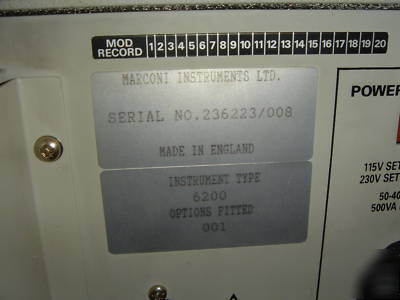 MOD
RECORD 1 2 3 4 5 6 7 8 9 10 11 12 13 14 15 16 17 18 19 20
MARCONI INSTRUMENTS LTD.
SERIAL NO.236223/008
MADE IN ENGLAND
INSTRUMENT TYPE
6200
OPTIONS FITTED
001
POWER
115V SET
230V SET
50-40
500VA